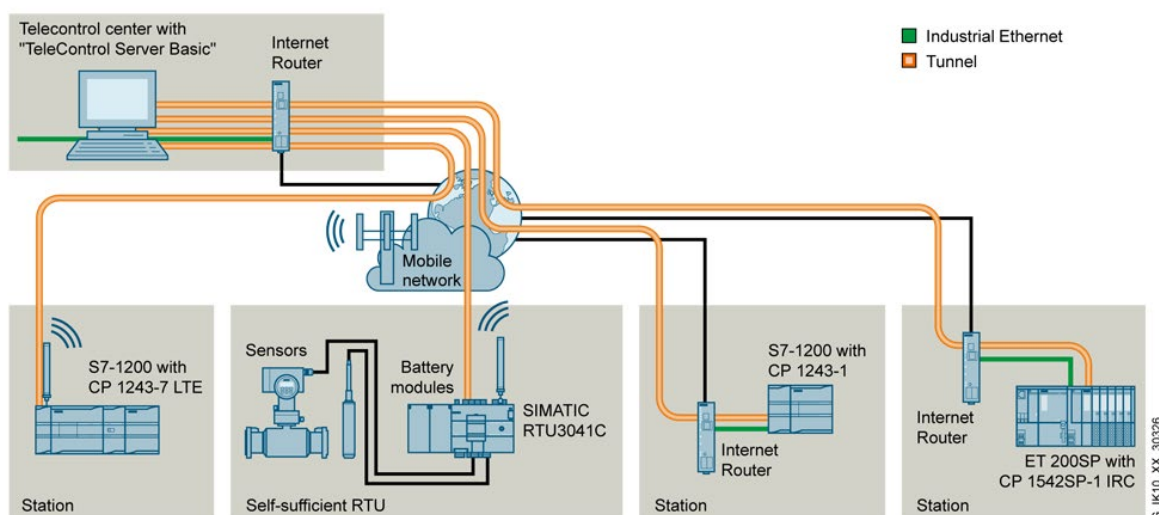 Telecontrol center with
"TeleControl Server Basic"
Internet
Router
Industrial Ethernet
Tunnel
Mobile
network
S7-1200 with
CP 1243-7 LTE
Station
Sensors
Battery
modules
SIMATIC
RTU3041C
Self-sufficient RTU
S7-1200 with
CP 1243-1
Internet
Router
Station
Internet
Router
ET 200SP with
CP 1542SP-1 IRC
Station
G_IK10_XX_30326